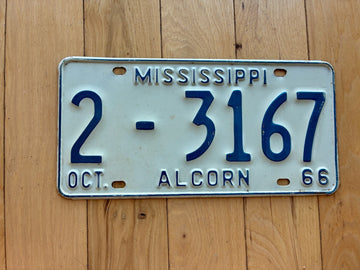 MISSISSIPPI
2 - 3167
OCT. ALCORN 66